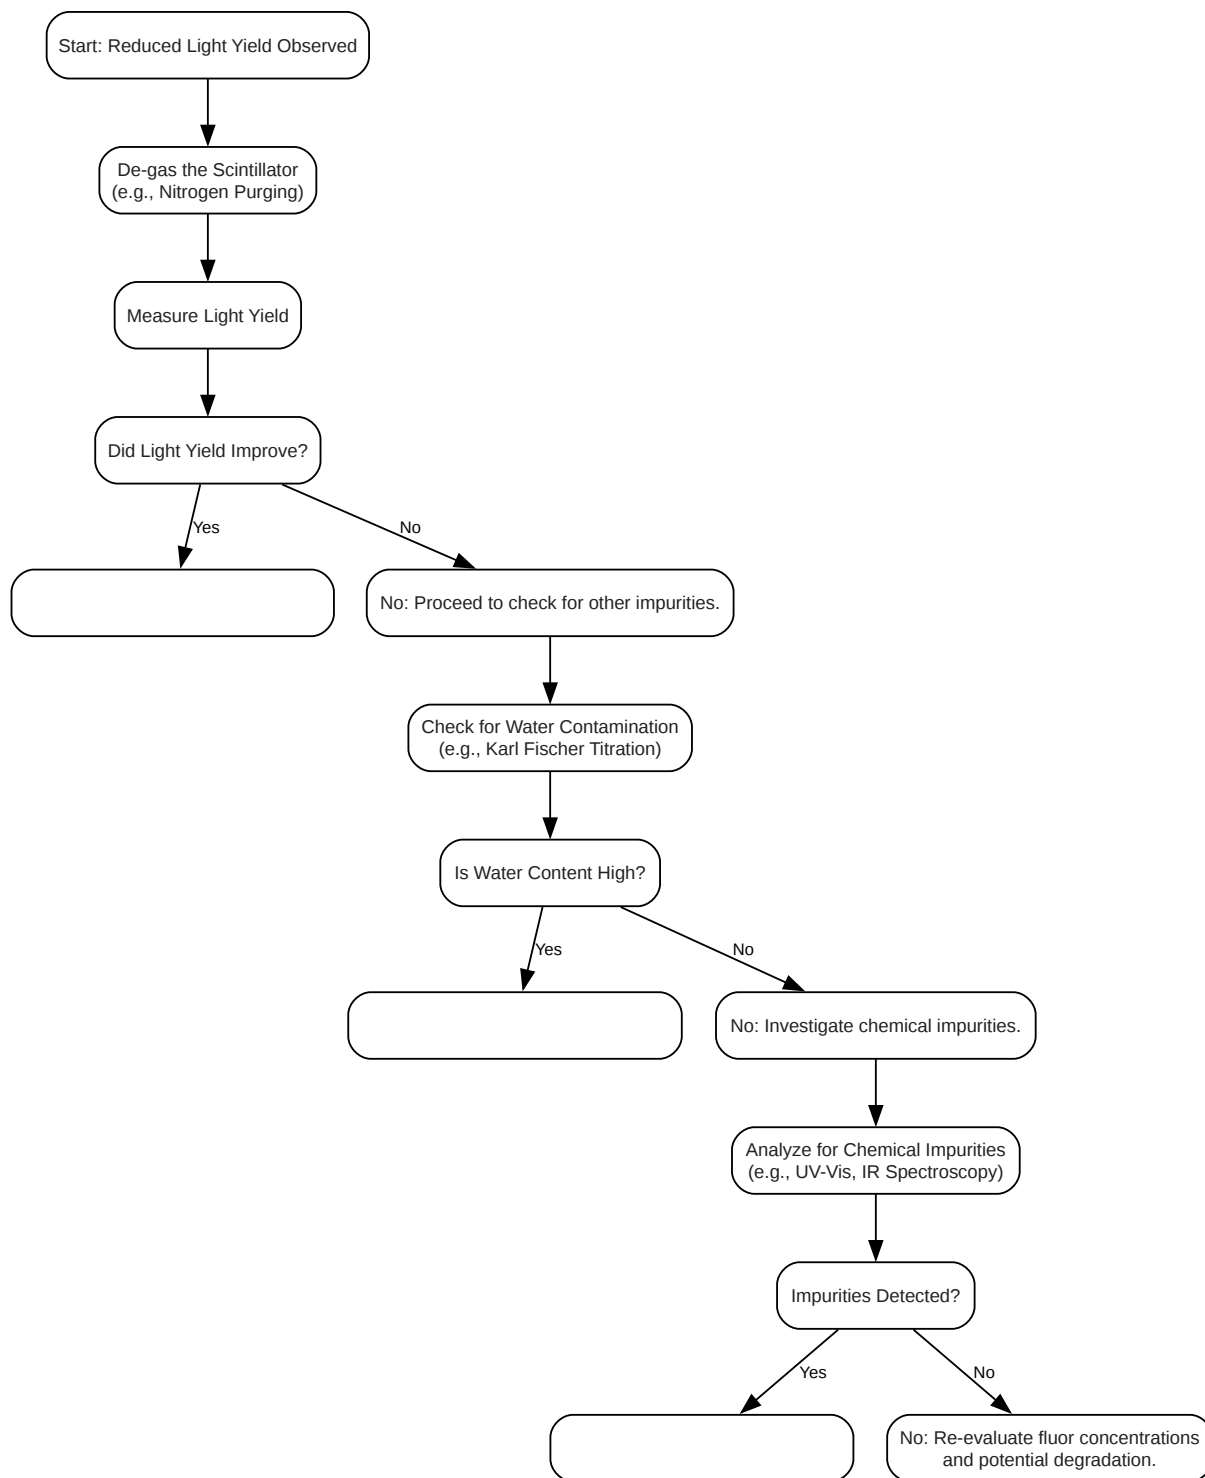 Start: Reduced Light Yield Observed
De-gas the Scintillator
(e.g., Nitrogen Purging)
Measure Light Yield
Did Light Yield Improve?
Yes
No
No: Proceed to check for other impurities.
Check for Water Contamination
(e.g., Karl Fischer Titration)
Is Water Content High?
Yes
No
No: Investigate chemical impurities.
Analyze for Chemical Impurities
(e.g., UV-Vis, IR Spectroscopy)
Impurities Detected?
Yes
No
No: Re-evaluate fluor concentrations
and potential degradation.